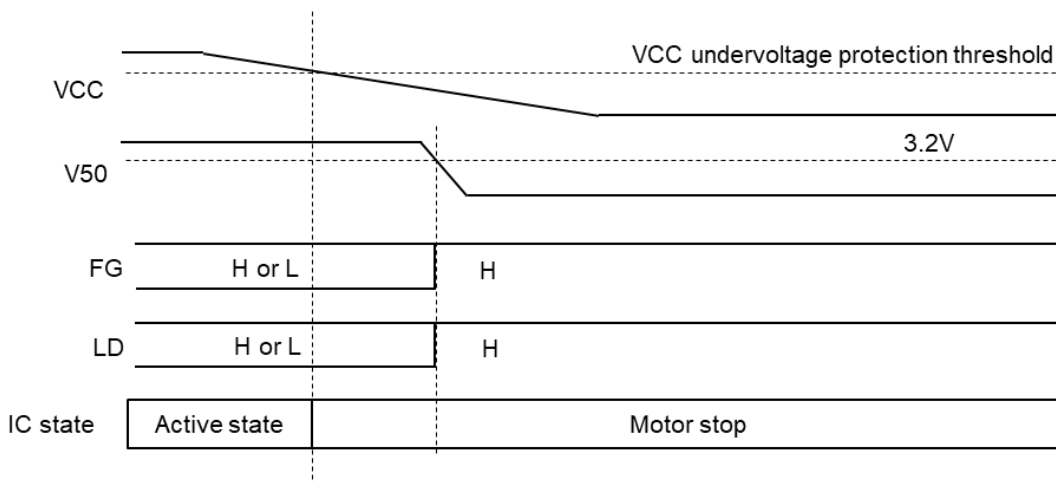 VCC undervoltage protection threshold
VCC
3.2V
V50
FG H or L H
LD H or L H
IC state Active state Motor stop